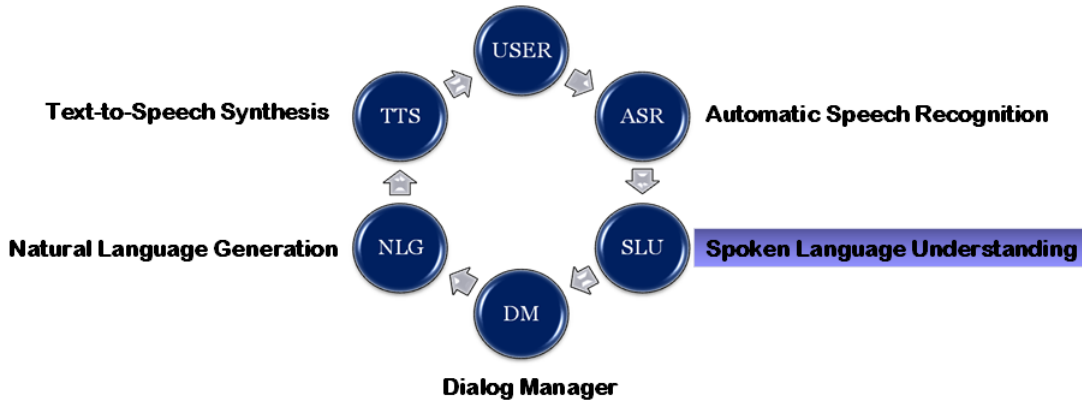 USER
Text-to-Speech Synthesis
TTS
ASR
Automatic Speech Recognition
Natural Language Generation
NLG
SLU
Spoken Language Understanding
DM
Dialog Manager